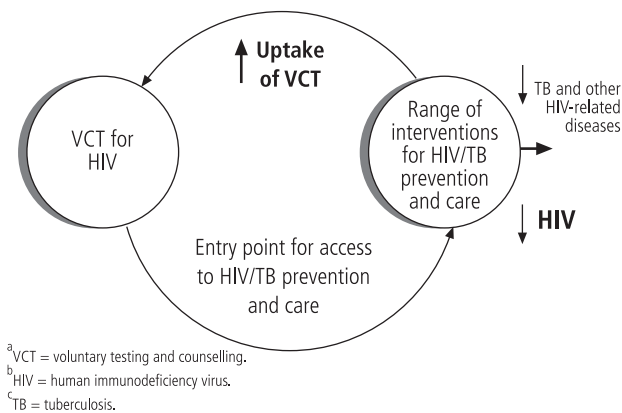 Uptake
of VCT
VCT for
HIV
Range of
interventions
for HIV/TB
prevention
and care
TB and other
HIV-related
diseases
HIV
Entry point for access
to HIV/TB prevention
and care
aVCT = voluntary testing and counselling.
bHIV = human immunodeficiency virus.
cTB = tuberculosis.